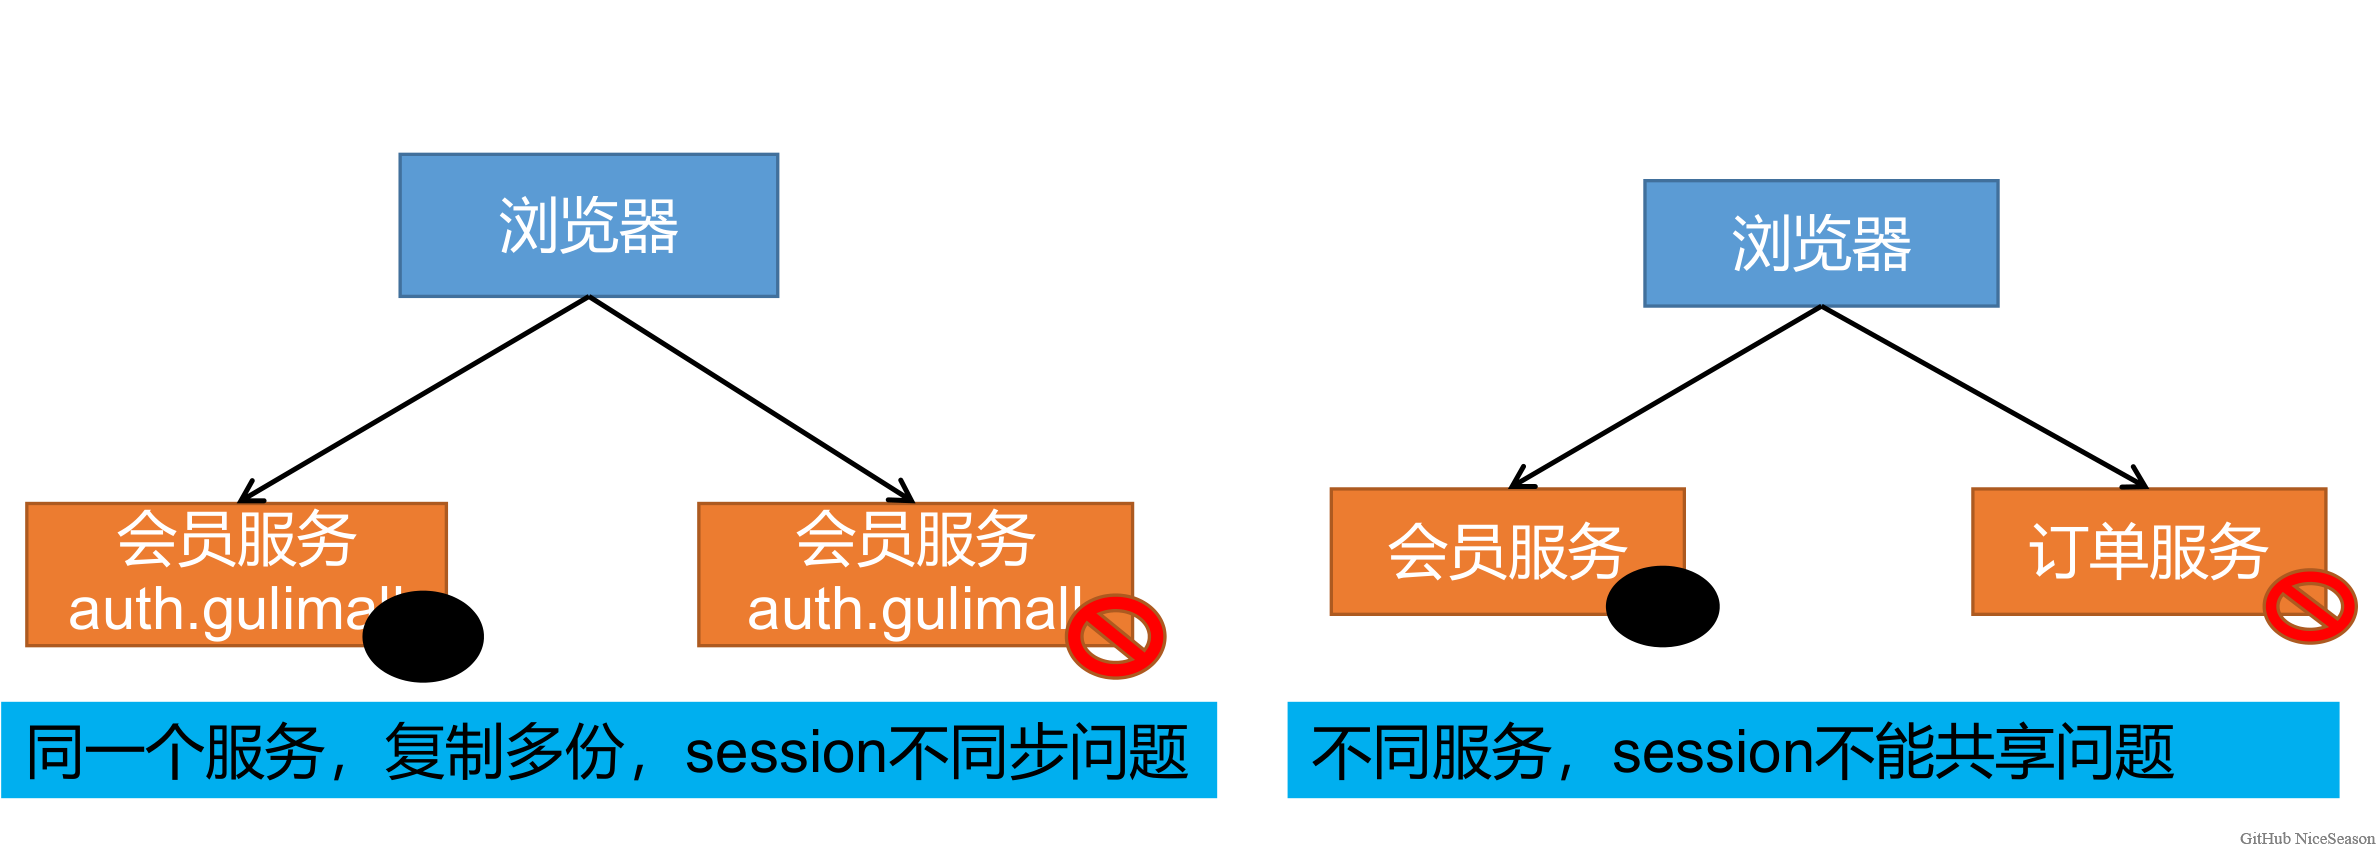 浏览器
浏览器
会员服务
auth.gulimall
会员服务
auth.gulimall
会员服务
订单服务
同一个服务，复制多份，session不同步问题
不同服务，session不能共享问题
GitHub NiceSeason